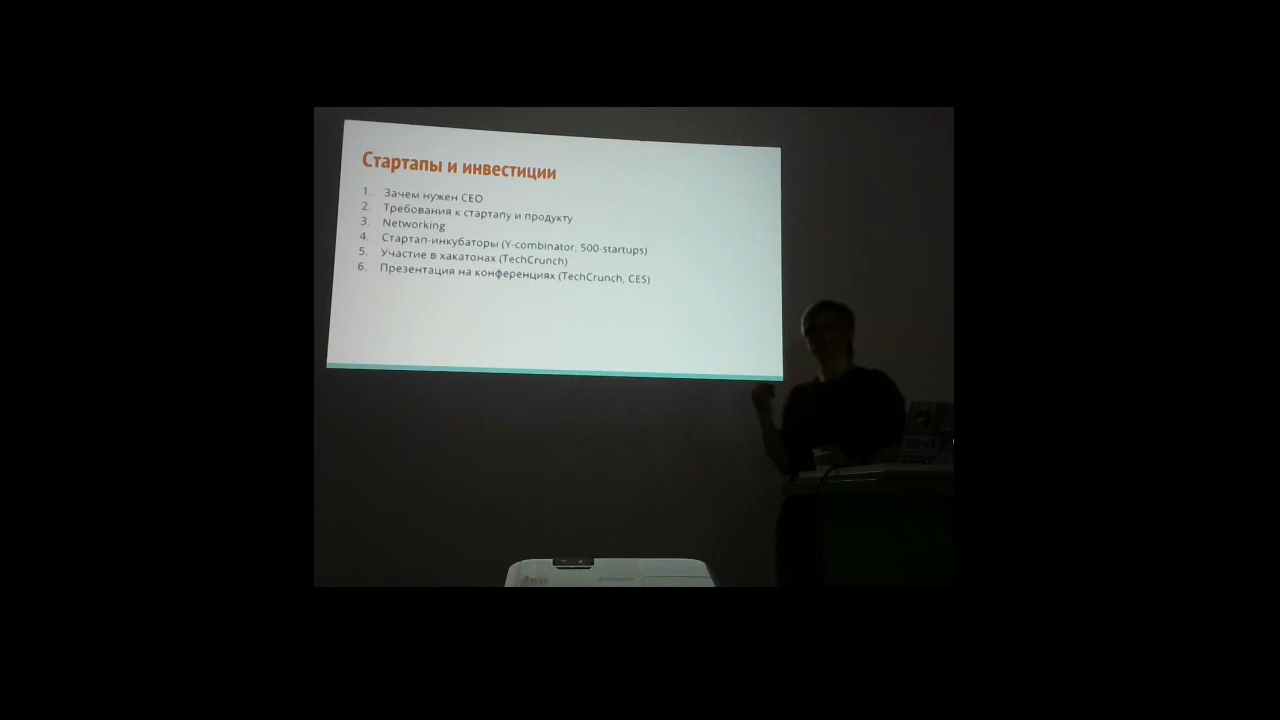 Стартапы и инвестиции
1. Зачем нужен CEO
2. Требования к стартапу и продукту
3. Networking
4. Стартап-инкубаторы (Y-combinator, 500-startups)
5. Участие в хакатонах (TechCrunch)
6. Презентация на конференциях (TechCrunch, CES)